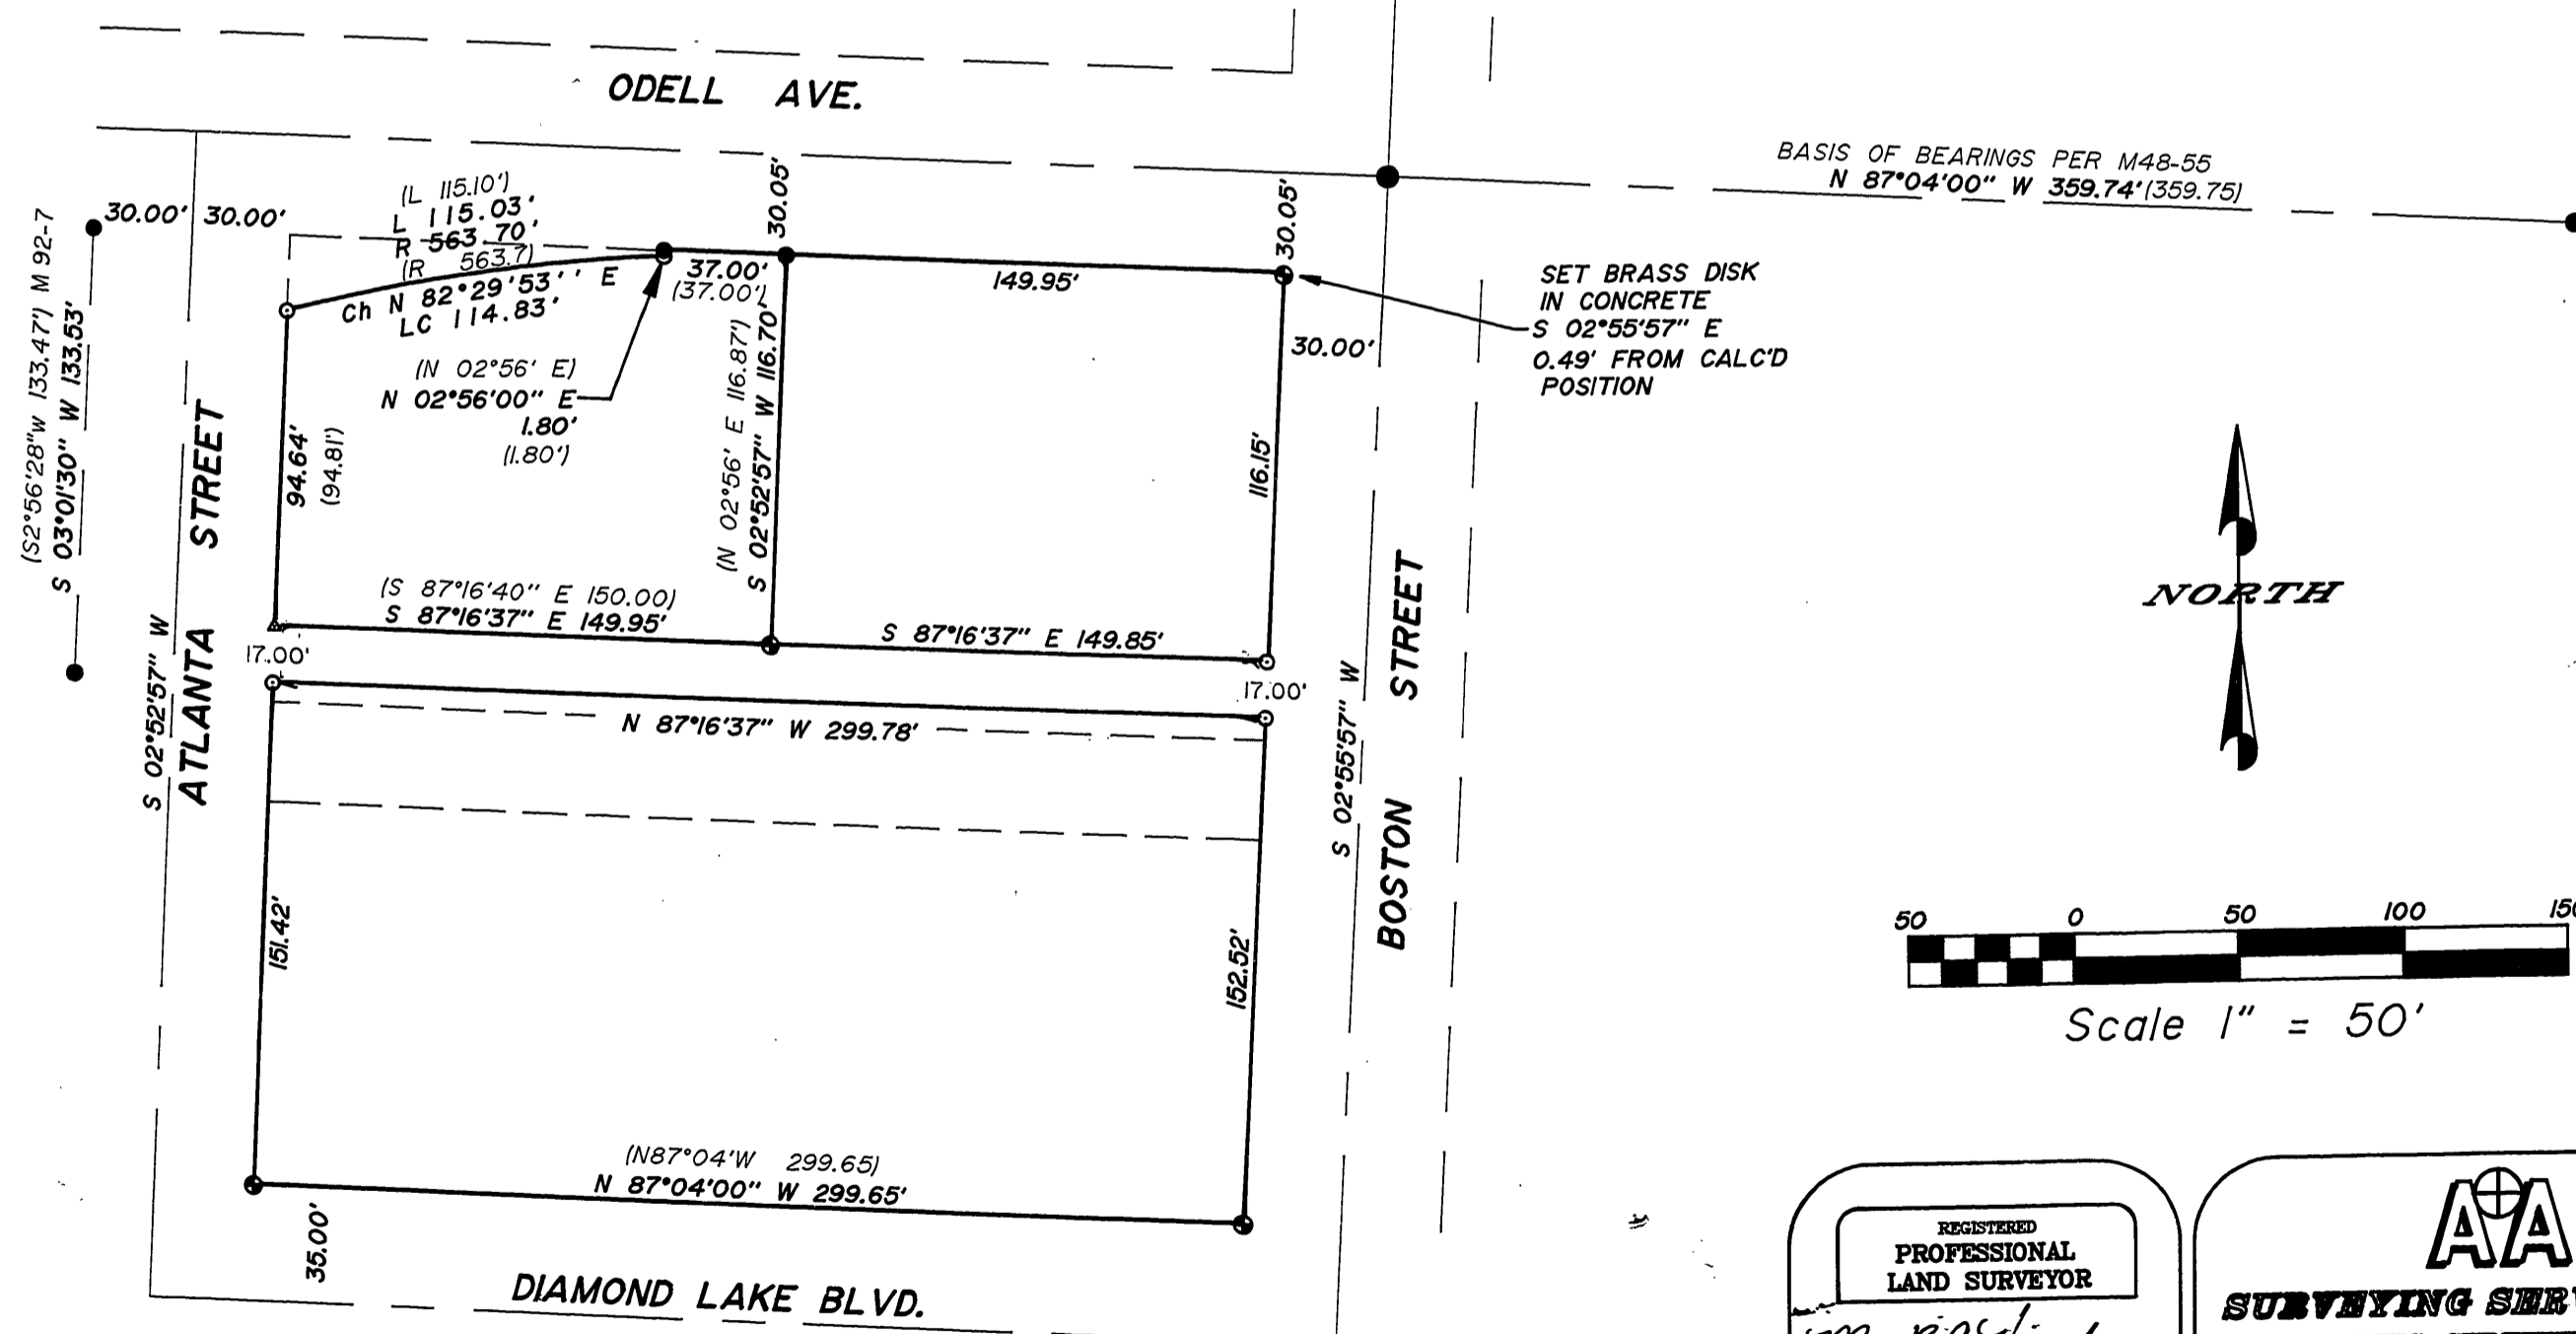 ODELL AVE.
BASIS OF BEARINGS PER M48-55
N 87°04'00" W 359.74'(359.75)
(L 115.10')
L 115.03'
R 563.70'
(R 563.7)
Ch N 82°29'53'' E
LC 114.83'
30.00' 30.00'
30.05'
30.05'
37.00'
(37.00')
149.95'
SET BRASS DISK
IN CONCRETE
S 02°55'57" E
0.49' FROM CALC'D
POSITION
30.00'
(S2°56'28"W 133.47') M 92-7
S 03°01'30" W 133.53'
(N 02°56' E)
N 02°56'00" E
1.80'
(1.80')
(N 02°56' E 116.87')
S 02°52'57" W 116.70'
94.64'
(94.81')
116.15'
ATLANTA STREET
S 02°52'57" W
(S 87°16'40" E 150.00)
S 87°16'37" E 149.95'
S 87°16'37" E 149.85'
17.00'
17.00'
N 87°16'37" W 299.78'
BOSTON STREET
S 02°55'57" W
NORTH
151.42'
152.52'
50 0 50 100
Scale 1" = 50'
(N87°04'W 299.65)
N 87°04'00" W 299.65'
35.00'
DIAMOND LAKE BLVD.
REGISTERED
PROFESSIONAL
LAND SURVEYOR
AA
SURVEYING